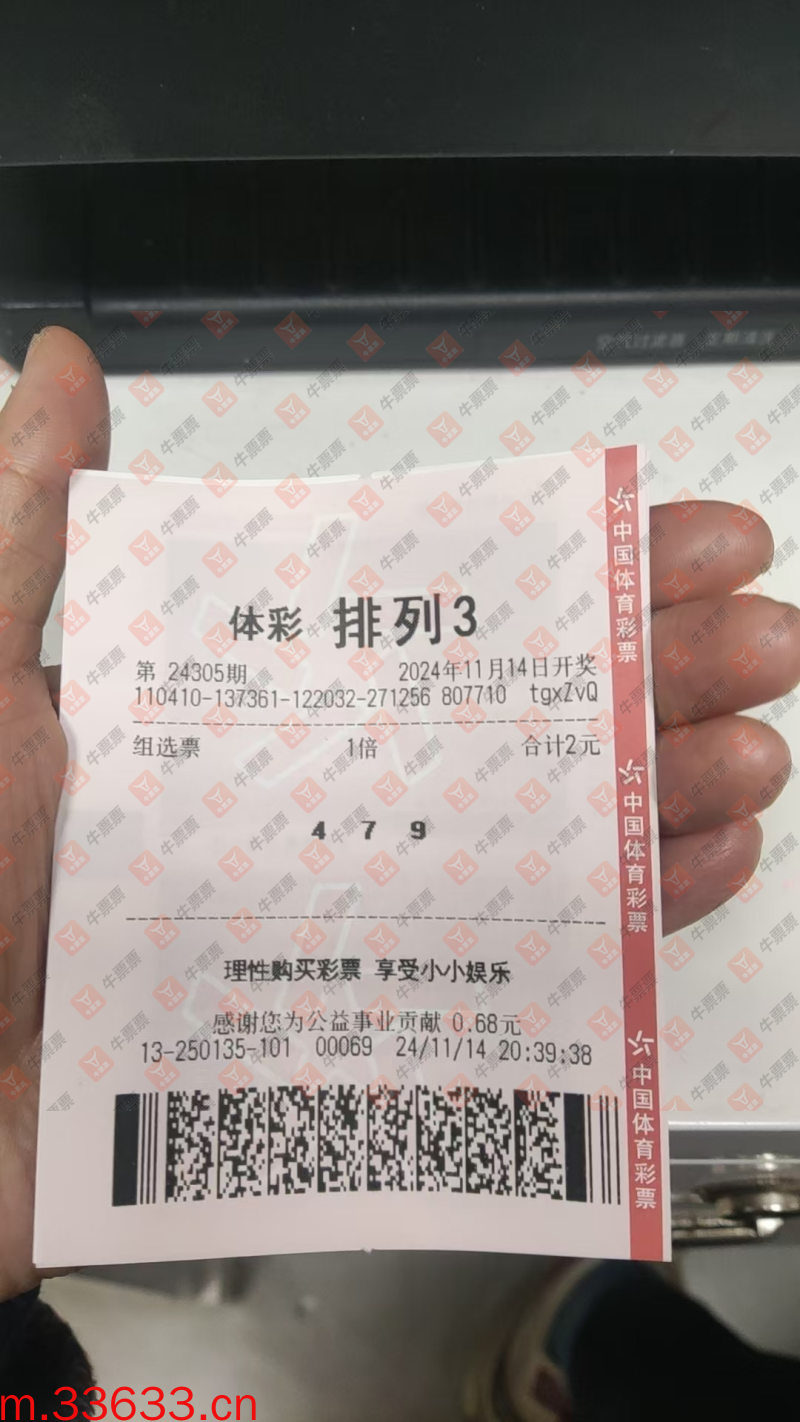 体彩 排列3
第 24305期 2024年11月14日开奖
110410-137361-122032-271256 807710 tgxZvQ
组选票 1倍 合计2元
4 7 9
理性购买彩票 享受小小娱乐
感谢您为公益事业贡献 0.68元
13-250135-101 00069 24/11/14 20:39:38
中国体育彩票
中国体育彩票
中国体育彩票
牛票票
m.33633.cn